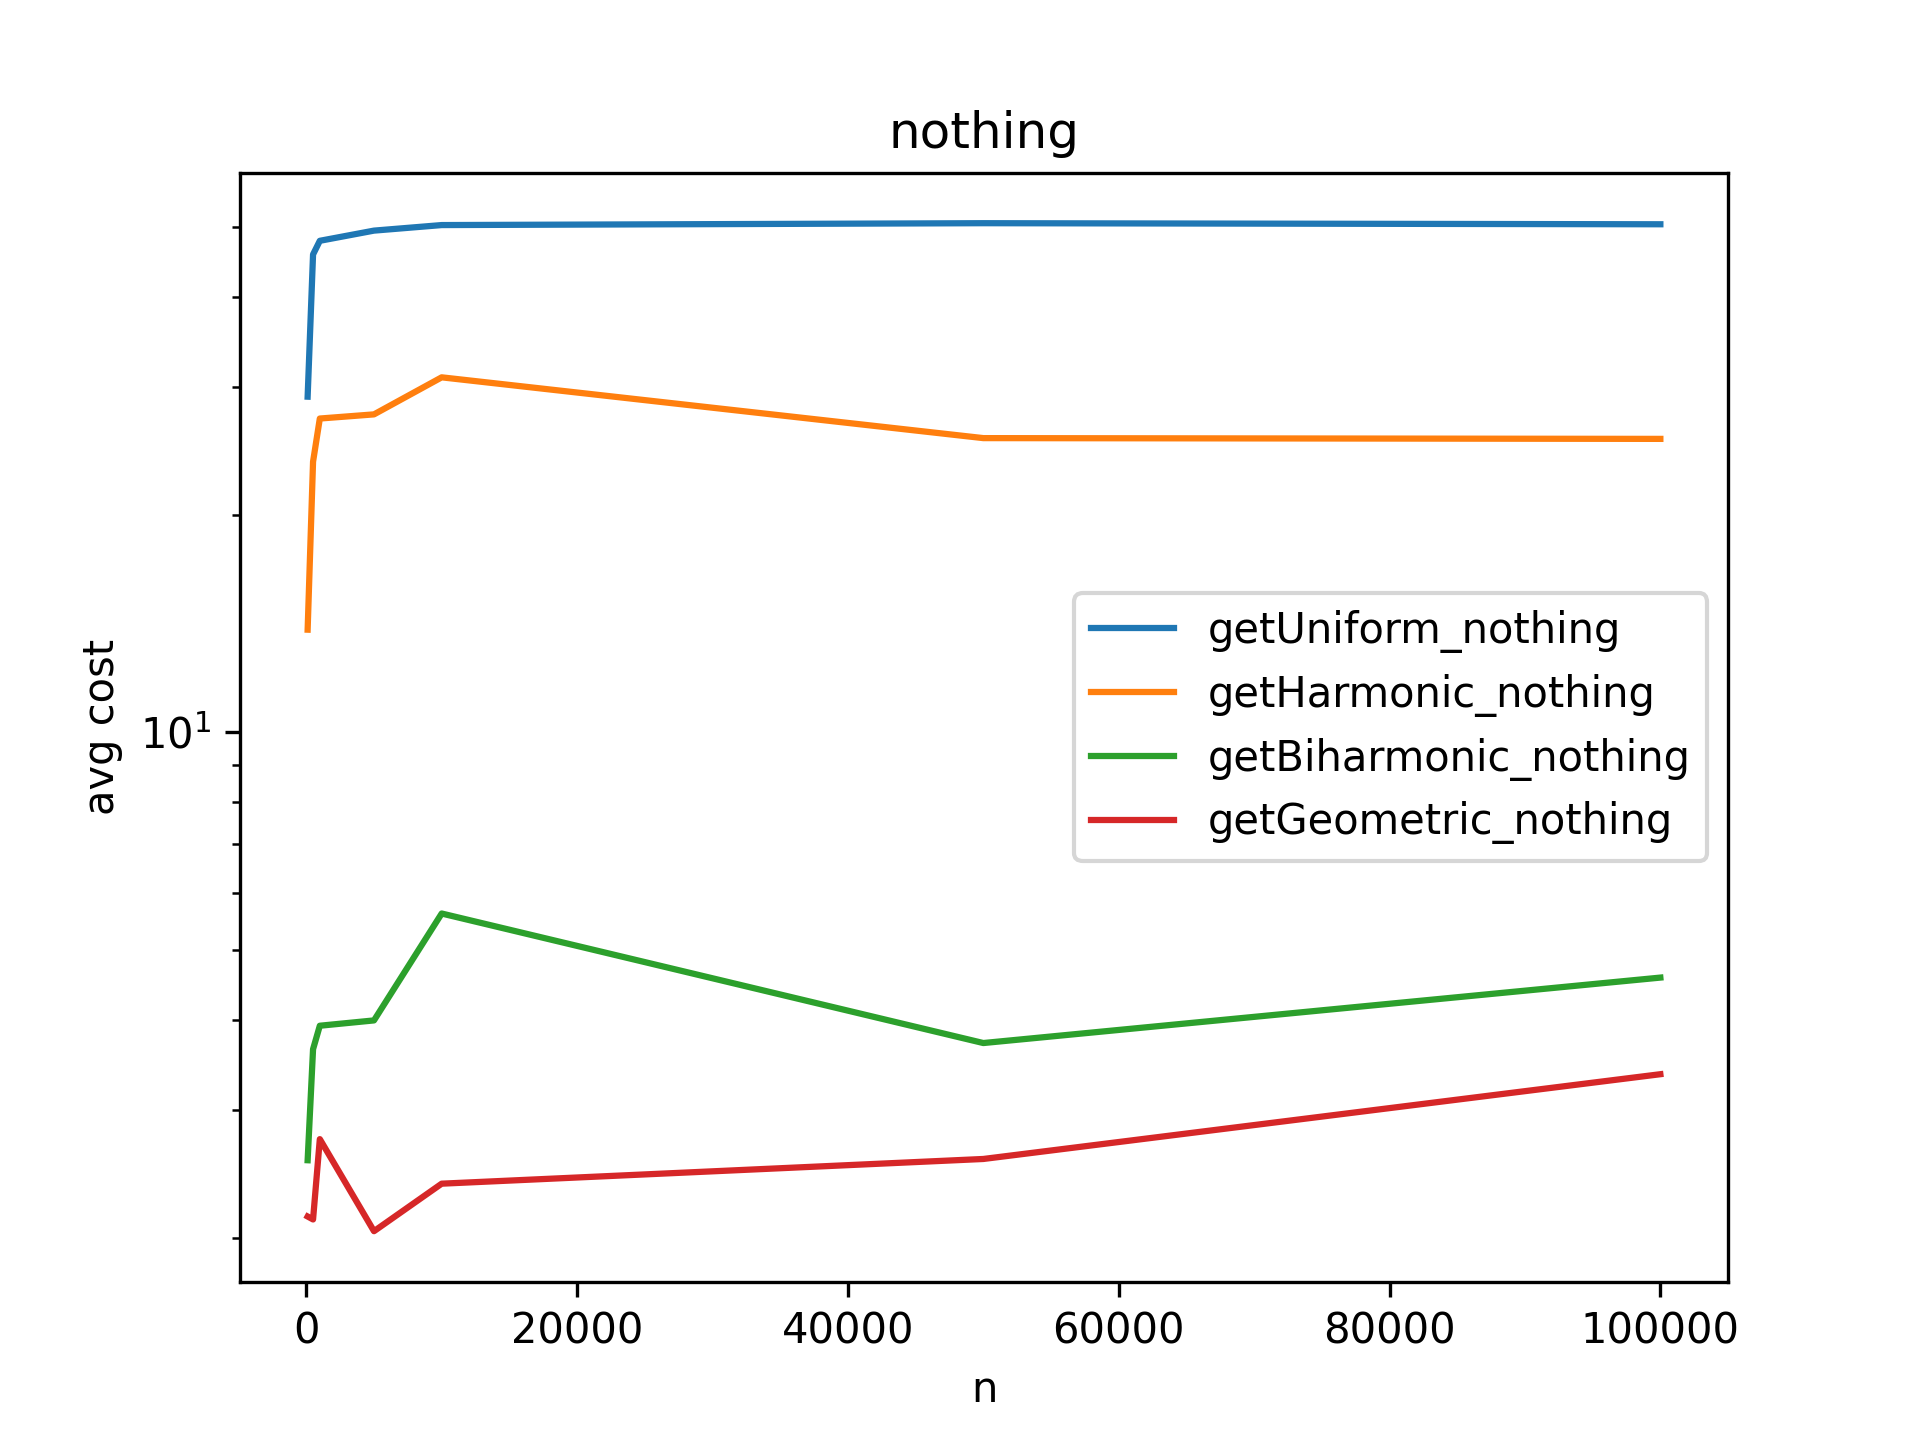 nothing
avg cost
10¹
getUniform_nothing
getHarmonic_nothing
getBiharmonic_nothing
getGeometric_nothing
0 20000 40000 60000 80000 100000
n